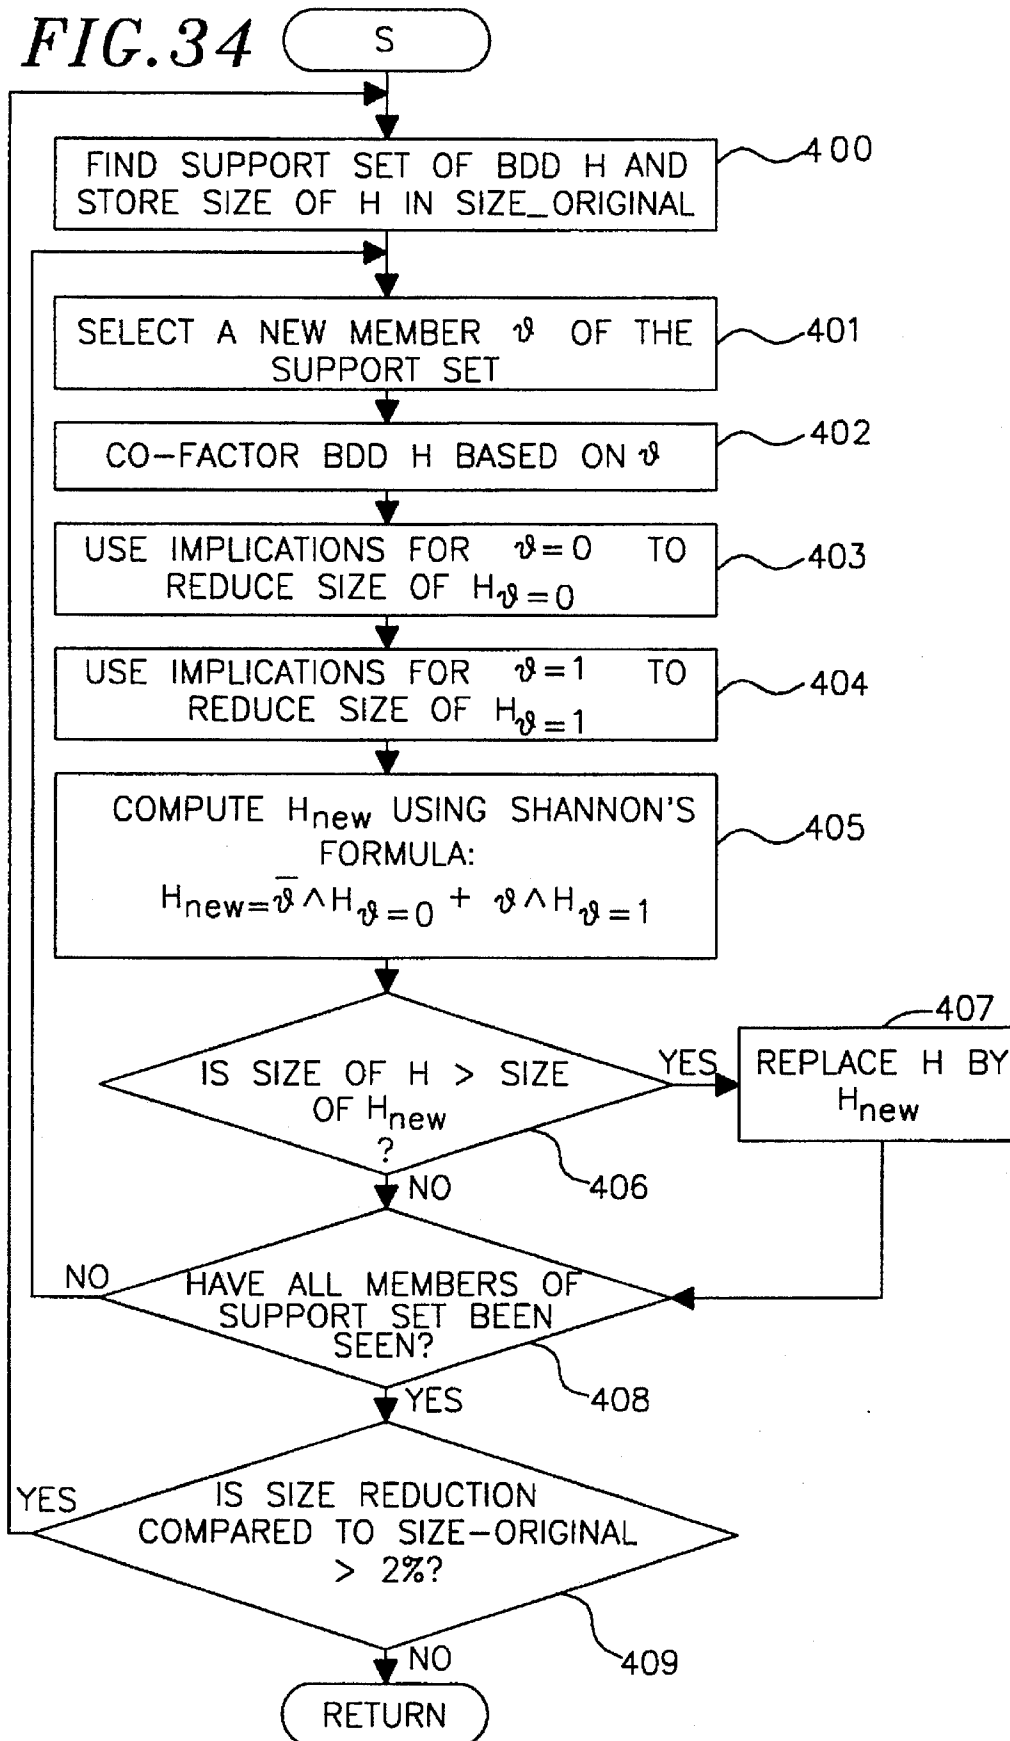 FIG.34
S
FIND SUPPORT SET OF BDD H AND
STORE SIZE OF H IN SIZE_ORIGINAL
400
SELECT A NEW MEMBER ϑ OF THE
SUPPORT SET
401
CO-FACTOR BDD H BASED ON ϑ
402
USE IMPLICATIONS FOR ϑ=0 TO
REDUCE SIZE OF Hϑ=0
403
USE IMPLICATIONS FOR ϑ=1 TO
REDUCE SIZE OF Hϑ=1
404
COMPUTE Hnew USING SHANNON'S
FORMULA:
Hnew=ϑ̅∧Hϑ=0 + ϑ∧Hϑ=1
405
IS SIZE OF H > SIZE
OF Hnew
?
406
YES
407
REPLACE H BY
Hnew
NO
HAVE ALL MEMBERS OF
SUPPORT SET BEEN
SEEN?
408
NO
YES
IS SIZE REDUCTION
COMPARED TO SIZE-ORIGINAL
> 2%?
409
YES
NO
RETURN